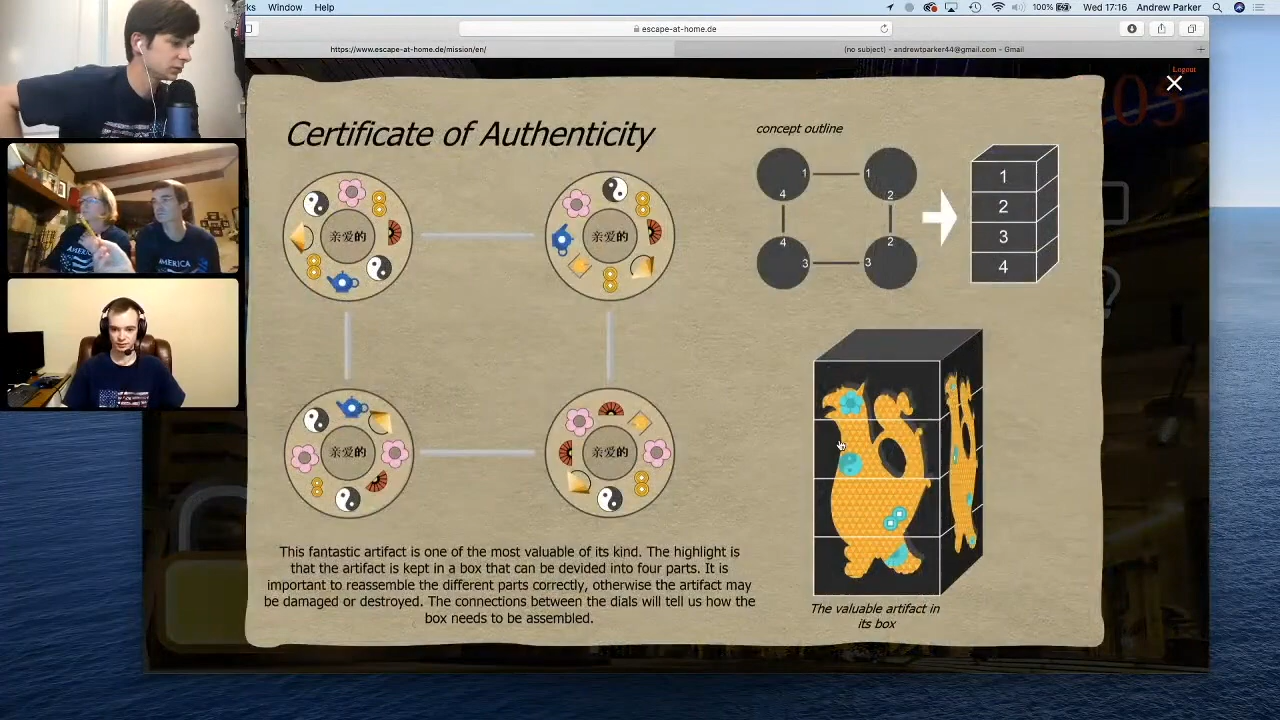 ks Window Help
100% Wed 17:16 Andrew Parker
escape-at-home.de
https://www.escape-at-home.de/mission/en/
(no subject) - andrewtparker44@gmail.com - Gmail
Logout
05
Certificate of Authenticity
concept outline
亲爱的
亲爱的
亲爱的
亲爱的
1 1
4 2
4 2
3 3
1
2
3
4
This fantastic artifact is one of the most valuable of its kind. The highlight is
that the artifact is kept in a box that can be devided into four parts. It is
important to reassemble the different parts correctly, otherwise the artifact may
be damaged or destroyed. The connections between the dials will tell us how the
box needs to be assembled.
The valuable artifact in
its box
AMERIC
AMERICA